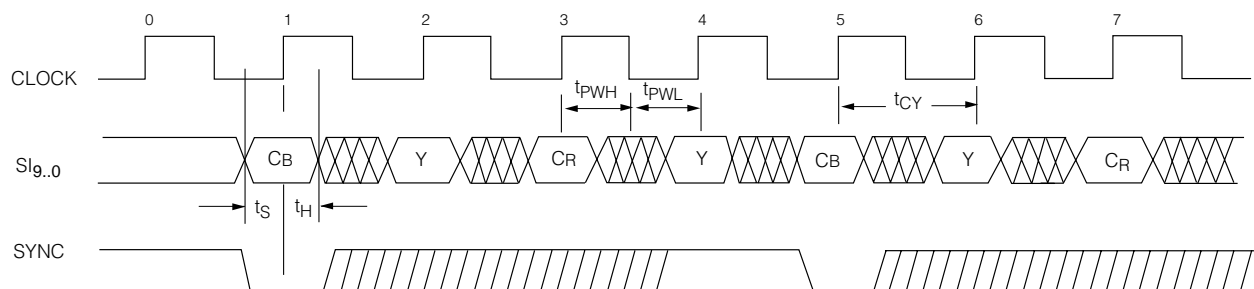 0 1 2 3 4 5 6 7
CLOCK
tPWH tPWL tCY
SI9..0 CB Y CR Y CB Y CR
tS tH
SYNC